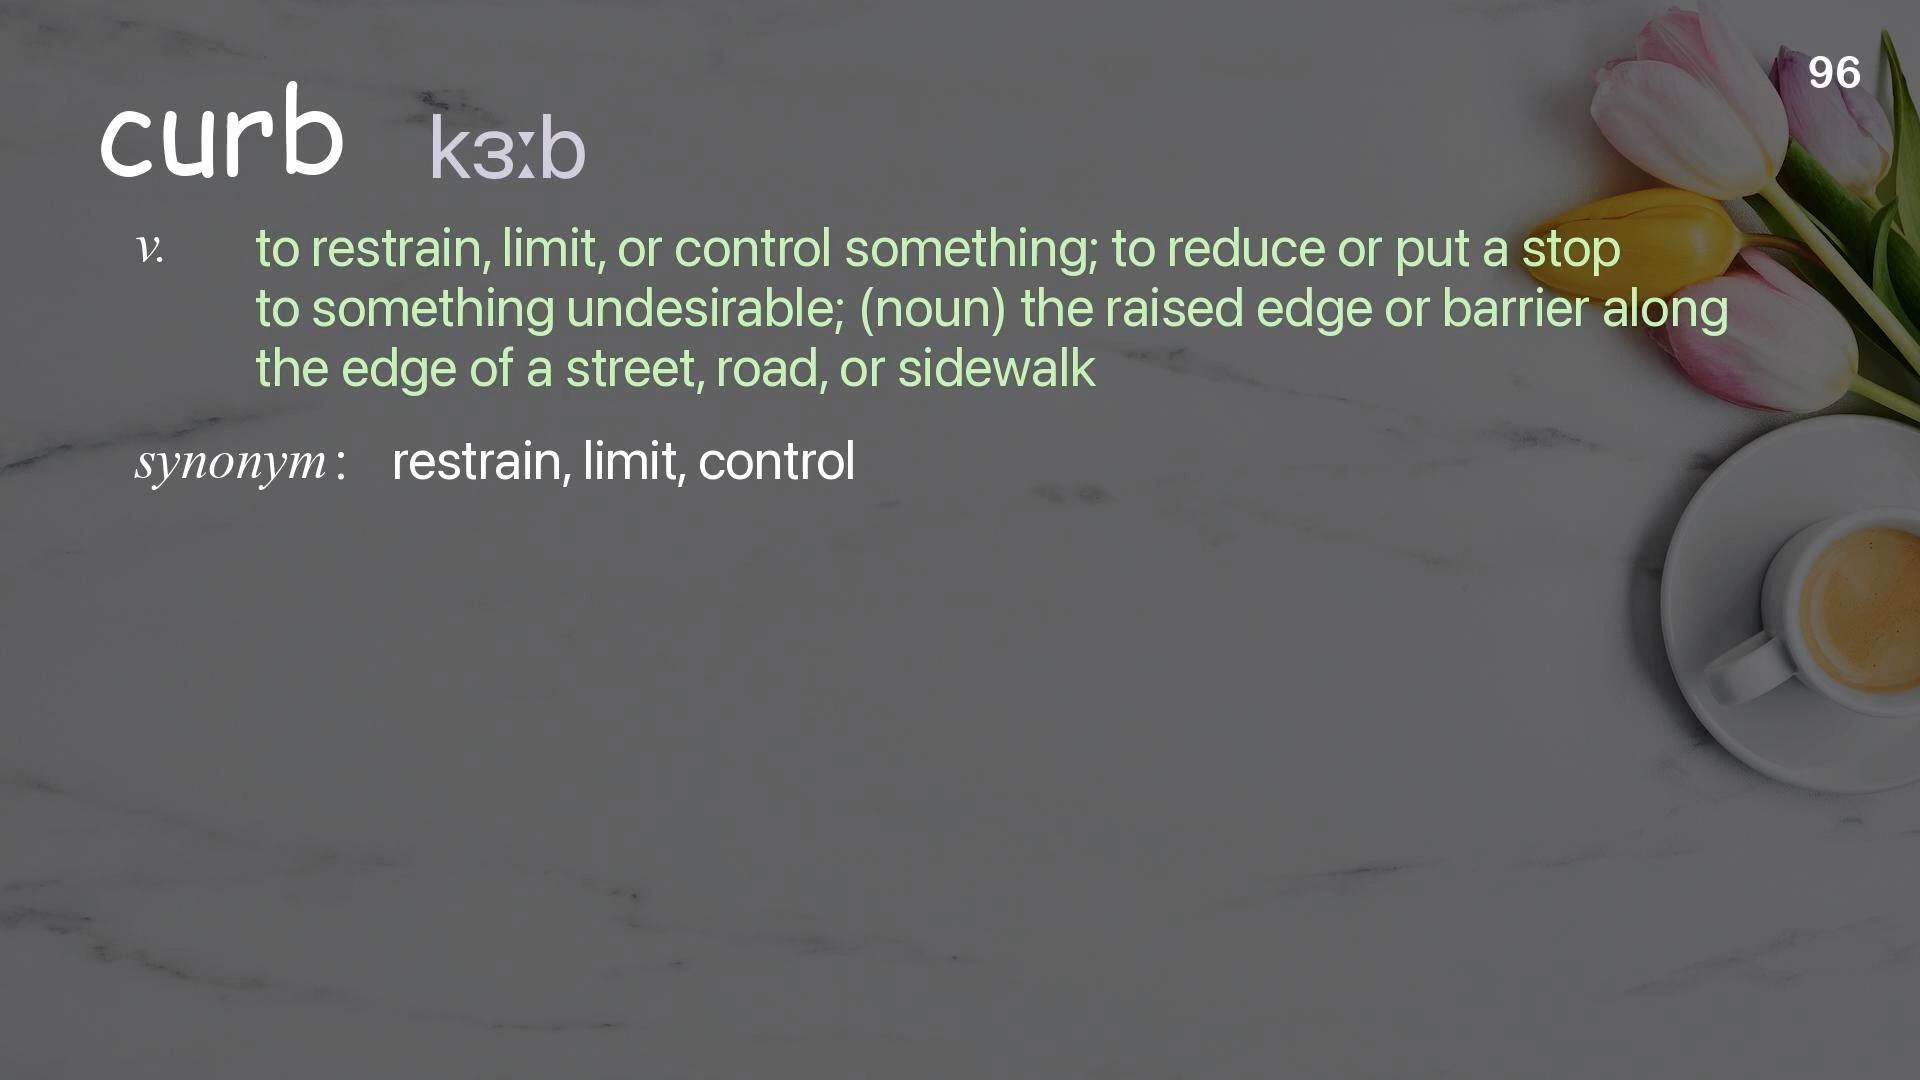 96
curb kɜːb
v. to restrain, limit, or control something; to reduce or put a stop
to something undesirable; (noun) the raised edge or barrier along
the edge of a street, road, or sidewalk
synonym: restrain, limit, control